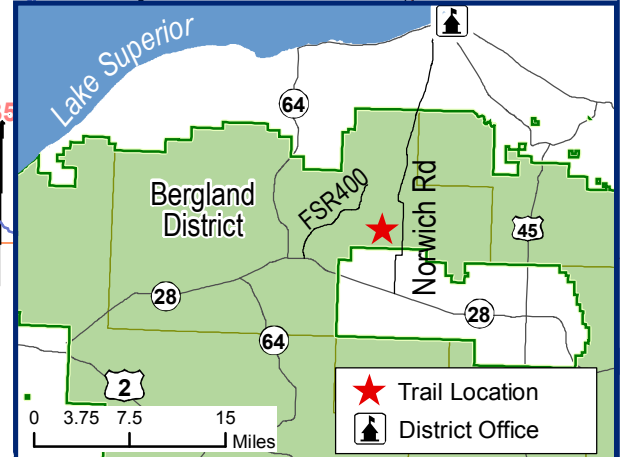 Lake Superior
64
5
Bergland
District
FSR400
Norwich Rd
45
28
28
64
2
Trail Location
District Office
0 3.75 7.5 15
Miles